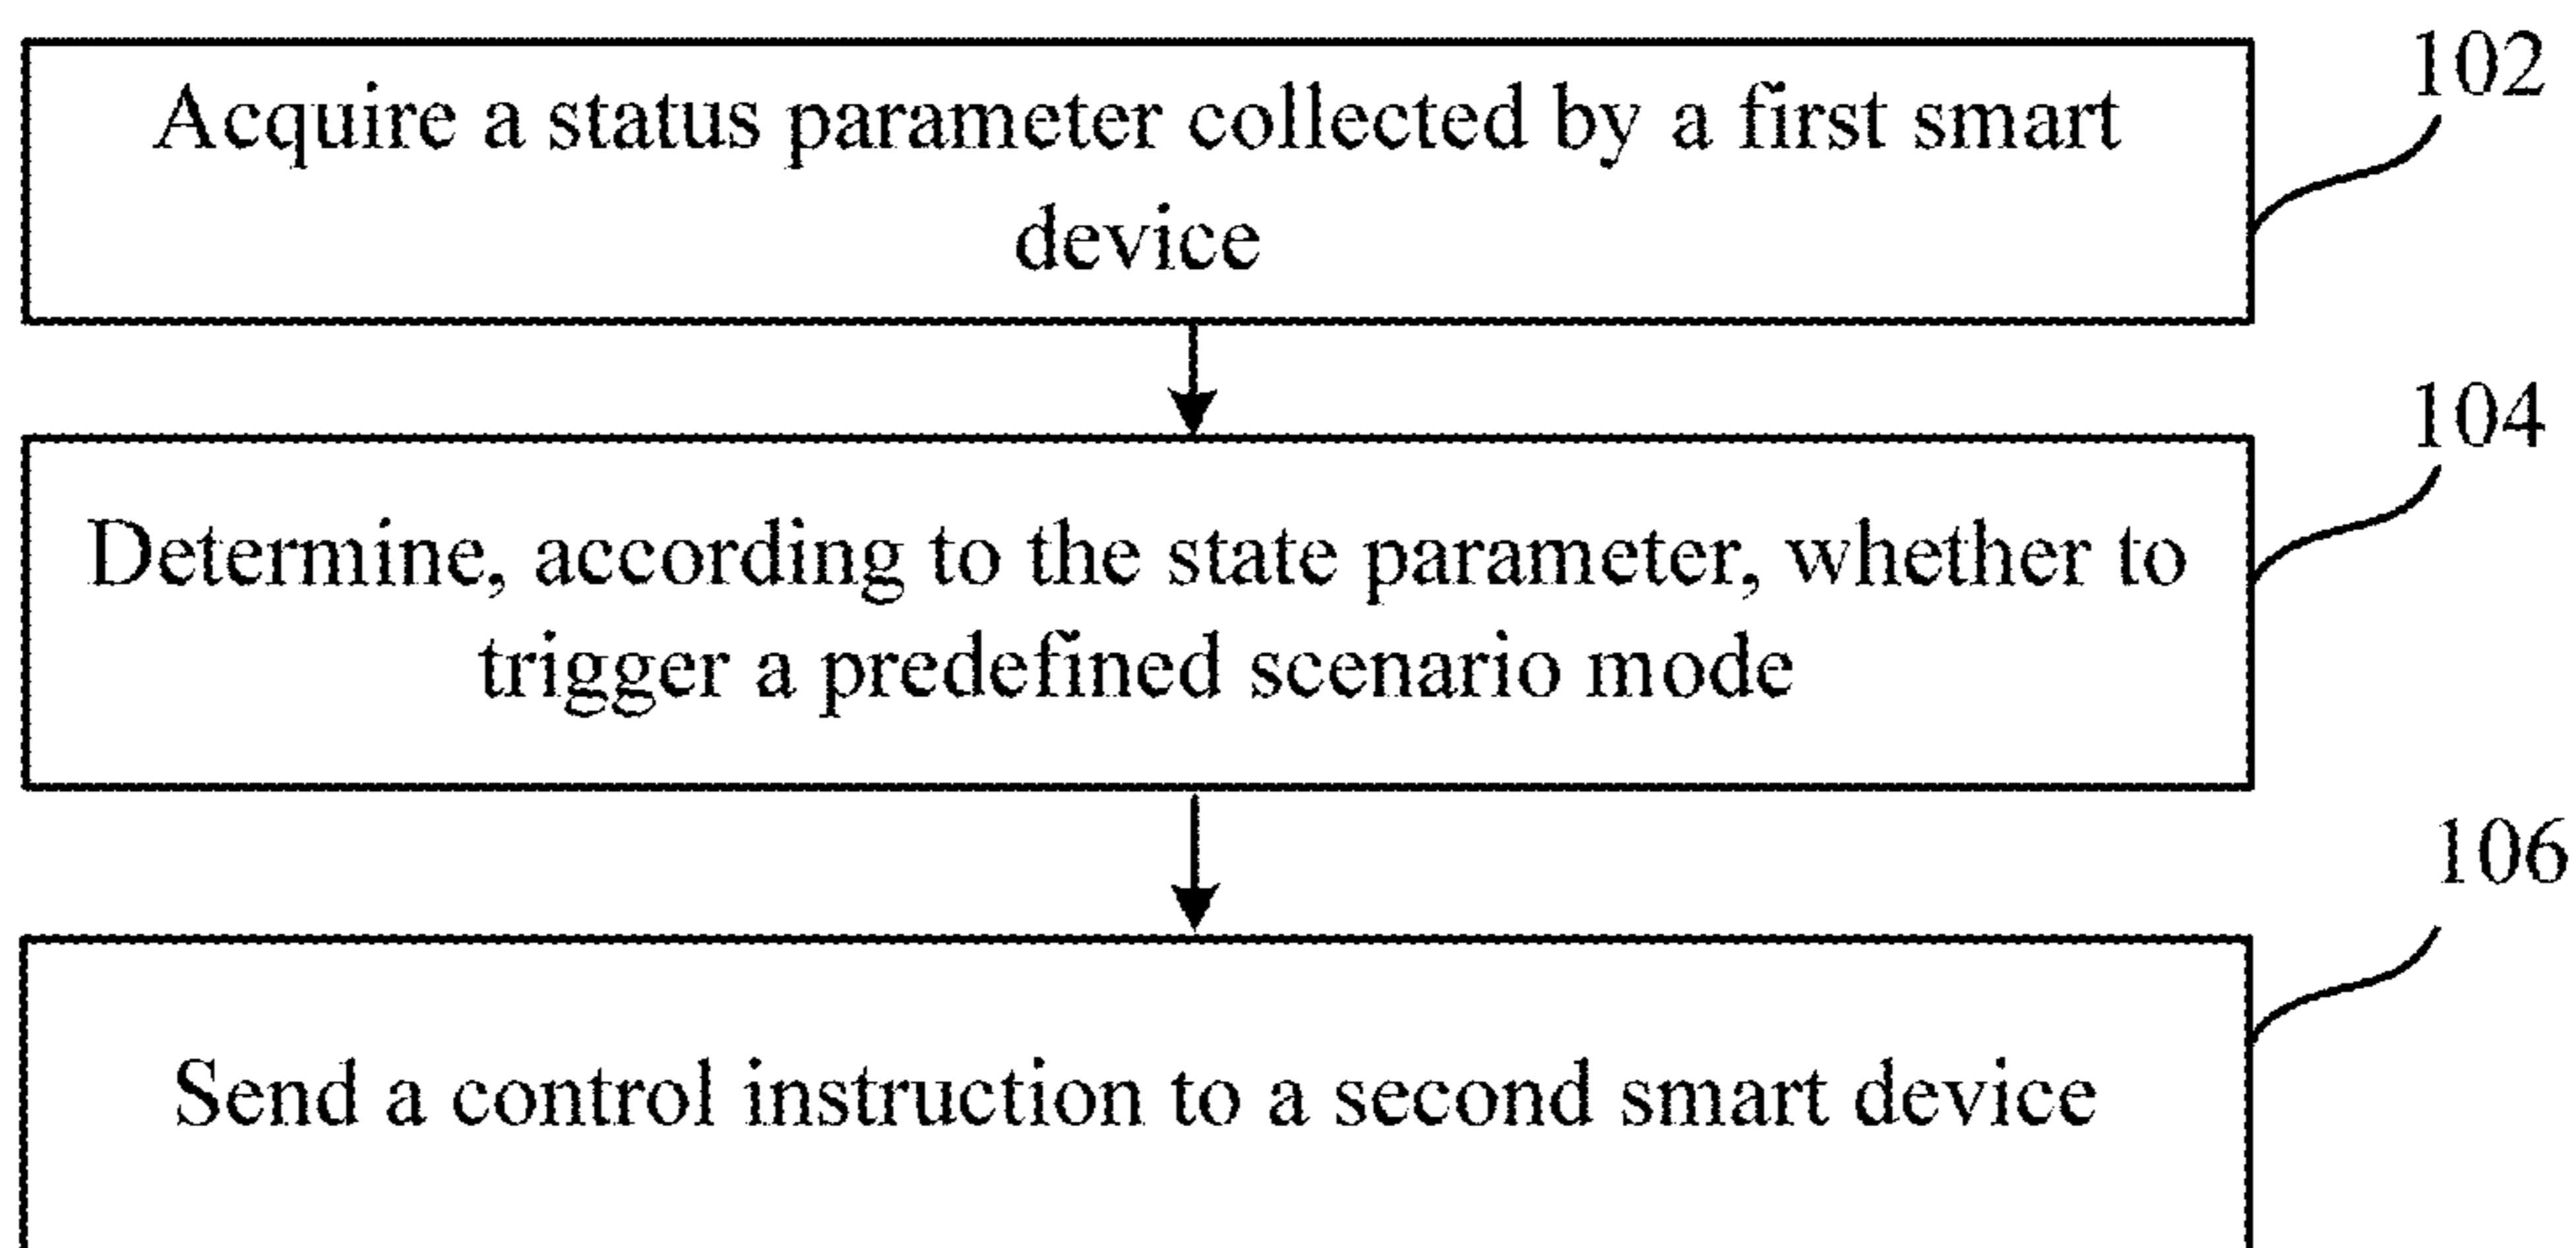 102
Acquire a status parameter collected by a first smart
device
104
Determine, according to the state parameter, whether to
trigger a predefined scenario mode
106
Send a control instruction to a second smart device